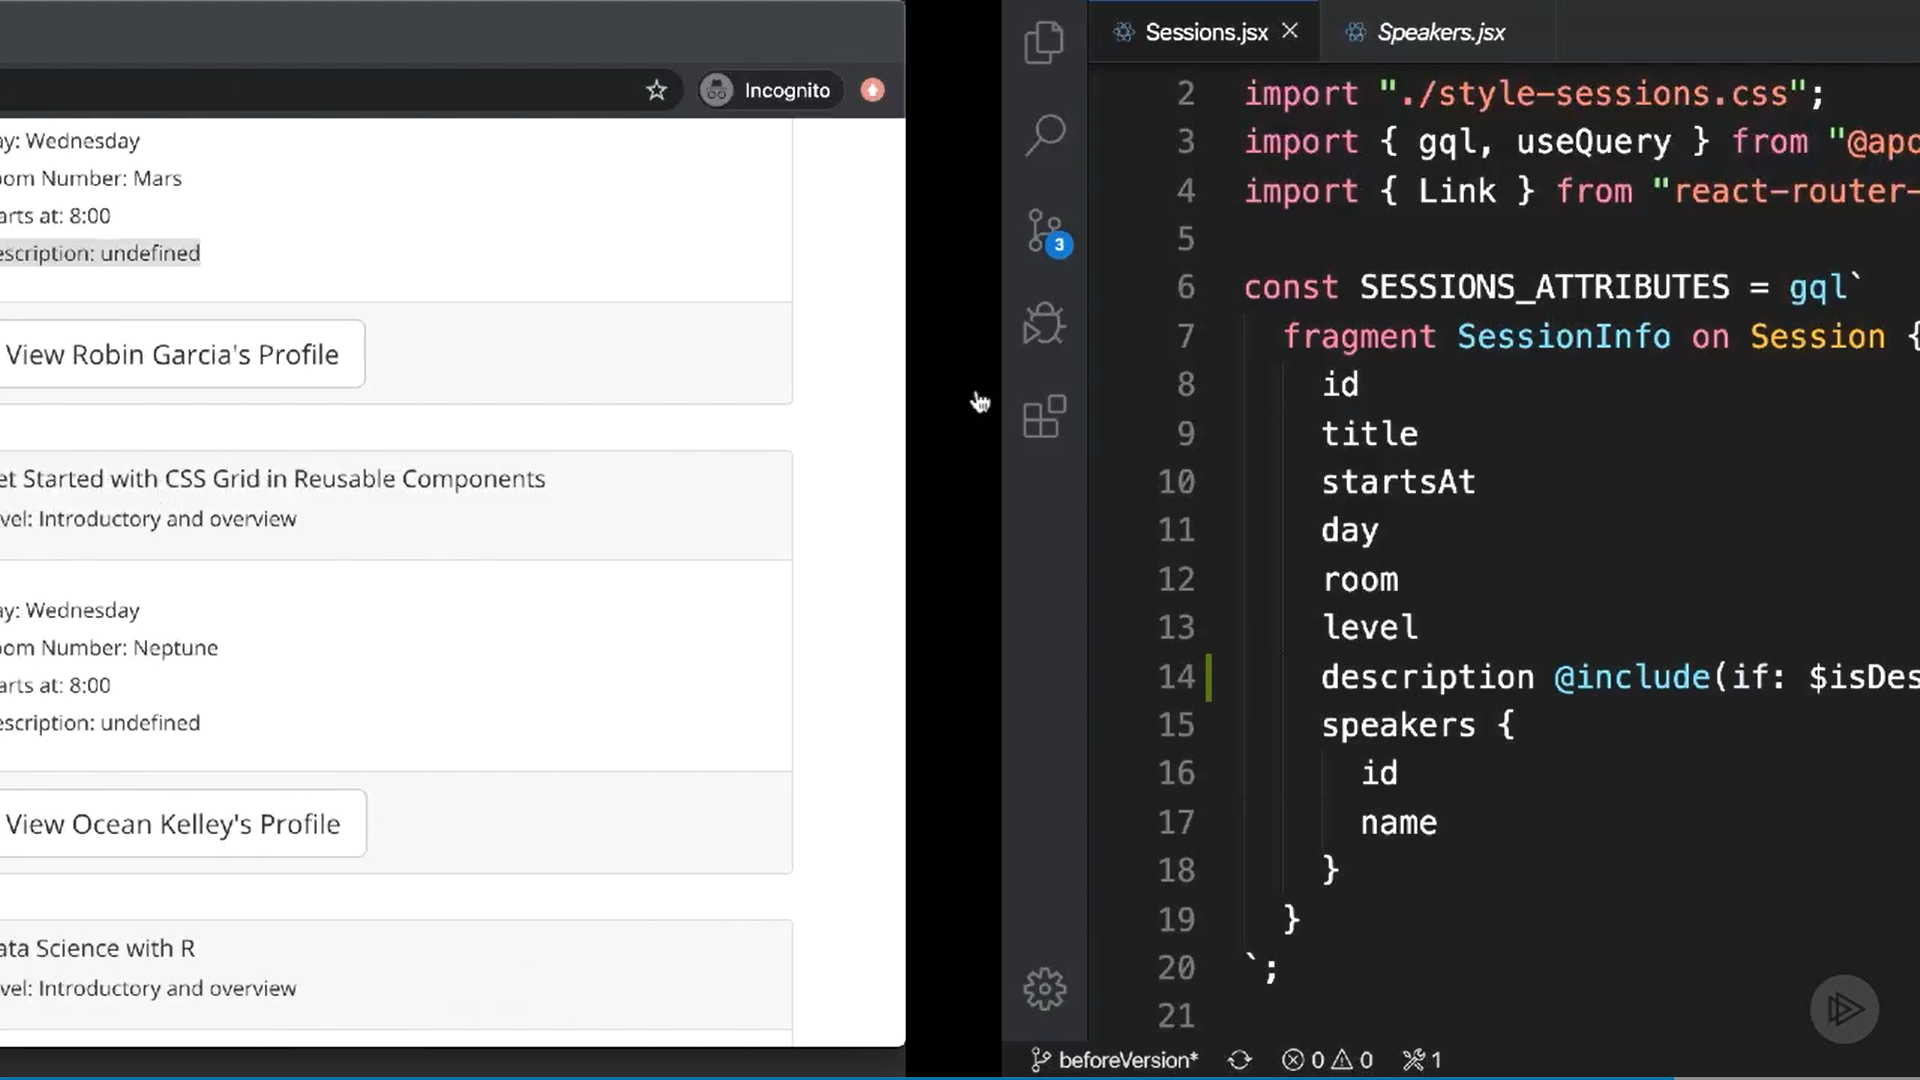 Incognito
ay: Wednesday
oom Number: Mars
arts at: 8:00
escription: undefined
View Robin Garcia's Profile
et Started with CSS Grid in Reusable Components
vel: Introductory and overview
ay: Wednesday
oom Number: Neptune
arts at: 8:00
escription: undefined
View Ocean Kelley's Profile
ata Science with R
vel: Introductory and overview
3
Sessions.jsx
Speakers.jsx
2 import "./style-sessions.css";
3 import { gql, useQuery } from "@apo
4 import { Link } from "react-router-
5
6 const SESSIONS_ATTRIBUTES = gql`
7 fragment SessionInfo on Session {
8 id
9 title
10 startsAt
11 day
12 room
13 level
14 description @include(if: $isDes
15 speakers {
16 id
17 name
18 }
19 }
20 `;
21
beforeVersion* 0 0 1